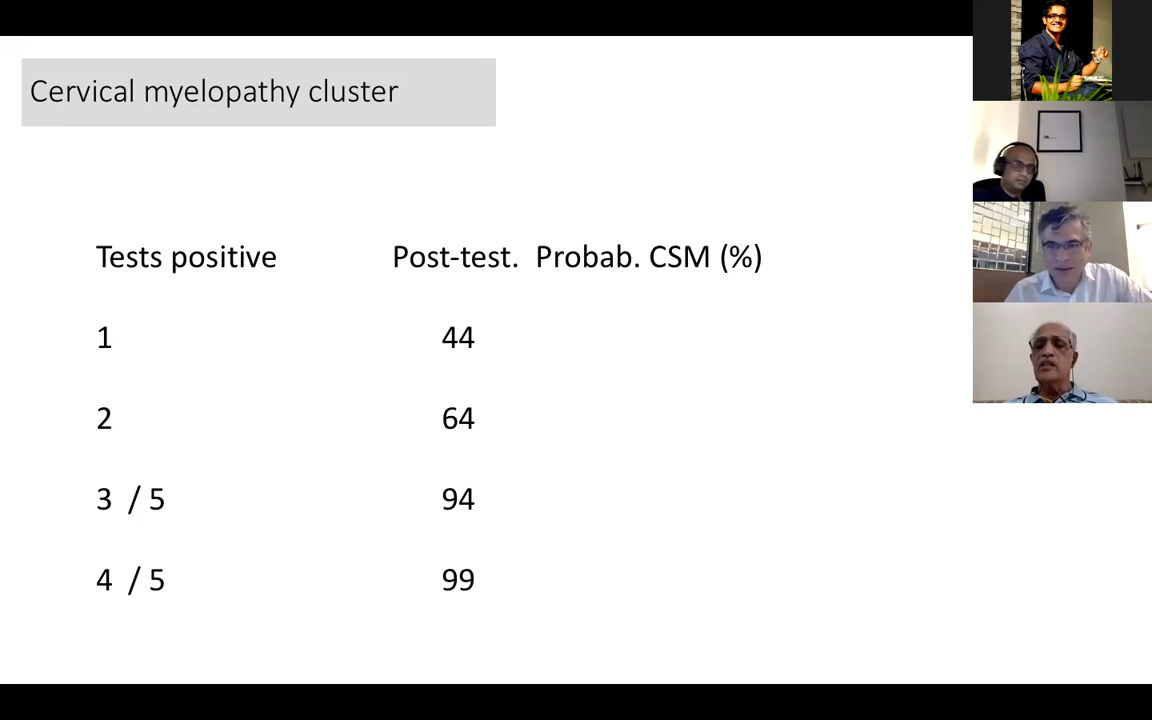 Cervical myelopathy cluster
Tests positive Post-test. Probab. CSM (%)
1 44
2 64
3 / 5 94
4 / 5 99